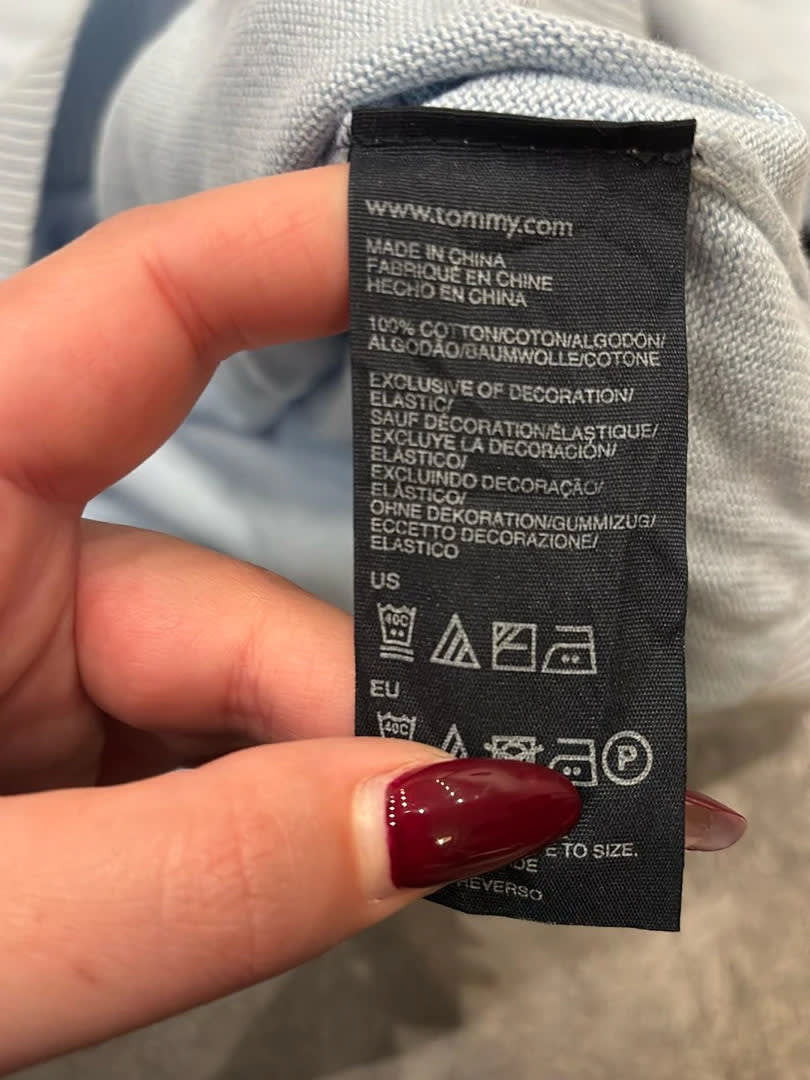 www.tommy.com
MADE IN CHINA
FABRIQUÉ EN CHINE
HECHO EN CHINA
100% COTTON/COTON/ALGODÓN/
ALGODÃO/BAUMWOLLE/COTONE
EXCLUSIVE OF DECORATION/
ELASTIC/
SAUF DÉCORATION/ÉLASTIQUE/
EXCLUYE LA DECORACIÓN/
ELÁSTICO/
EXCLUINDO DECORAÇÃO/
ELÁSTICO/
OHNE DEKORATION/GUMMIZUG/
ECCETTO DECORAZIONE/
ELASTICO
US
40C
EU
40C
P
TO SIZE.
REVERSO